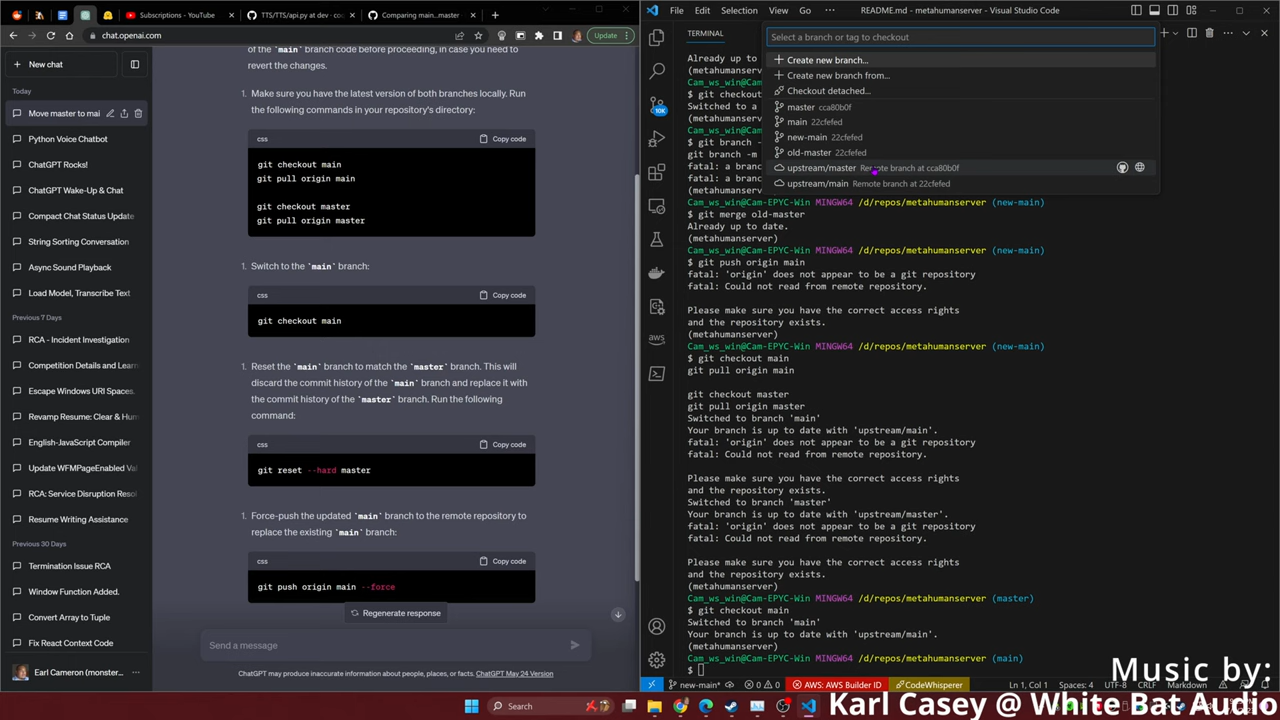 Subscriptions - YouTube
TTS/TTS/api.py at dev · co
Comparing main...master
chat.openai.com
Update
New chat
Today
Move master to mai
Python Voice Chatbot
ChatGPT Rocks!
ChatGPT Wake-Up & Chant
Compact Chat Status Update
String Sorting Conversation
Async Sound Playback
Load Model, Transcribe Text
Previous 7 Days
RCA - Incident Investigation
Competition Details and Lear
Escape Windows URI Spaces.
Revamp Resume: Clear & Hum
English-JavaScript Compiler
Update WFMPageEnabled Val
RCA: Service Disruption Resol
Resume Writing Assistance
Previous 30 Days
Termination Issue RCA
Window Function Added.
Convert Array to Tuple
Fix React Context Code
Earl Cameron (monster...
of the `main` branch code before proceeding, in case you need to
revert the changes.
1. Make sure you have the latest version of both branches locally. Run
the following commands in your repository's directory:
css
Copy code
git checkout main
git pull origin main
git checkout master
git pull origin master
1. Switch to the `main` branch:
css
Copy code
git checkout main
1. Reset the `main` branch to match the `master` branch. This will
discard the commit history of the `main` branch and replace it with
the commit history of the `master` branch. Run the following
command:
css
Copy code
git reset --hard master
1. Force-push the updated `main` branch to the remote repository to
replace the existing `main` branch:
css
Copy code
git push origin main --force
Regenerate response
Send a message
ChatGPT may produce inaccurate information about people, places, or facts. ChatGPT May 24 Version
File Edit Selection View Go ··· README.md - metahumanserver - Visual Studio Code
TERMINAL
Select a branch or tag to checkout
Create new branch...
Create new branch from...
Checkout detached...
master cca80b0f
main 22cfefed
new-main 22cfefed
old-master 22cfefed
upstream/master Remote branch at cca80b0f
upstream/main Remote branch at 22cfefed
10K
Already up to
(metahumanserver)
Cam_ws_win@Cam
$ git checkout
Switched to a
(metahumanserv
Cam_ws_win@Cam
$ git branch -
git branch -m
fatal: a branc
fatal: a branc
(metahumanserver)
Cam_ws_win@Cam-EPYC-Win MINGW64 /d/repos/metahumanserver (new-main)
$ git merge old-master
Already up to date.
(metahumanserver)
Cam_ws_win@Cam-EPYC-Win MINGW64 /d/repos/metahumanserver (new-main)
$ git push origin main
fatal: 'origin' does not appear to be a git repository
fatal: Could not read from remote repository.
Please make sure you have the correct access rights
and the repository exists.
(metahumanserver)
Cam_ws_win@Cam-EPYC-Win MINGW64 /d/repos/metahumanserver (new-main)
$ git checkout main
git pull origin main
git checkout master
git pull origin master
Switched to branch 'main'
Your branch is up to date with 'upstream/main'.
fatal: 'origin' does not appear to be a git repository
fatal: Could not read from remote repository.
Please make sure you have the correct access rights
and the repository exists.
Switched to branch 'master'
Your branch is up to date with 'upstream/master'.
fatal: 'origin' does not appear to be a git repository
fatal: Could not read from remote repository.
Please make sure you have the correct access rights
and the repository exists.
(metahumanserver)
Cam_ws_win@Cam-EPYC-Win MINGW64 /d/repos/metahumanserver (master)
$ git checkout main
Switched to branch 'main'
Your branch is up to date with 'upstream/main'.
(metahumanserver)
Cam_ws_win@Cam-EPYC-Win MINGW64 /d/repos/metahumanserver (main)
$
aws
new-main* 0 0 AWS: AWS Builder ID CodeWhisperer Ln 1, Col 1 Spaces: 4 UTF-8 CRLF Markdown
Search
Music by:
Karl Casey @ White Bat Audio